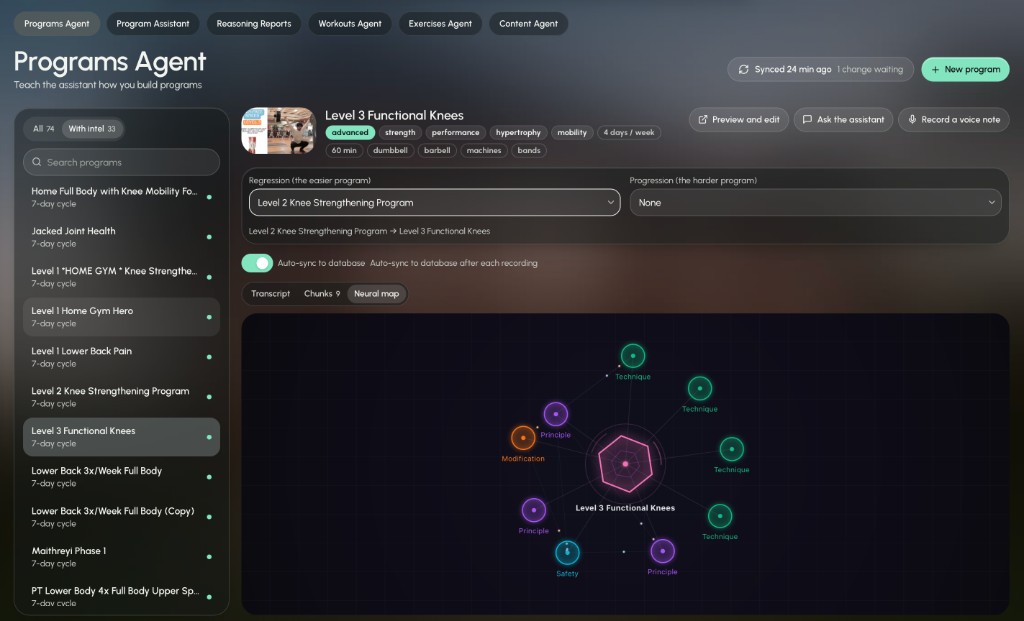 Programs Agent
Program Assistant
Reasoning Reports
Workouts Agent
Exercises Agent
Content Agent
Programs Agent
Teach the assistant how you build programs
Synced 24 min ago 1 change waiting
+ New program
All 74
With intel 33
Search programs
Home Full Body with Knee Mobility Fo...
7-day cycle
Jacked Joint Health
7-day cycle
Level 1 *HOME GYM * Knee Strengthe...
7-day cycle
Level 1 Home Gym Hero
7-day cycle
Level 1 Lower Back Pain
7-day cycle
Level 2 Knee Strengthening Program
7-day cycle
Level 3 Functional Knees
7-day cycle
Lower Back 3x/Week Full Body
7-day cycle
Lower Back 3x/Week Full Body (Copy)
7-day cycle
Maithreyi Phase 1
7-day cycle
PT Lower Body 4x Full Body Upper Sp...
7-day cycle
Level 3 Functional Knees
advanced
strength
performance
hypertrophy
mobility
4 days / week
60 min
dumbbell
barbell
machines
bands
Preview and edit
Ask the assistant
Record a voice note
Regression (the easier program)
Level 2 Knee Strengthening Program
Progression (the harder program)
None
Level 2 Knee Strengthening Program → Level 3 Functional Knees
Auto-sync to database Auto-sync to database after each recording
Transcript
Chunks 9
Neural map
Technique
Technique
Principle
Modification
Technique
Level 3 Functional Knees
Principle
Technique
Safety
Principle